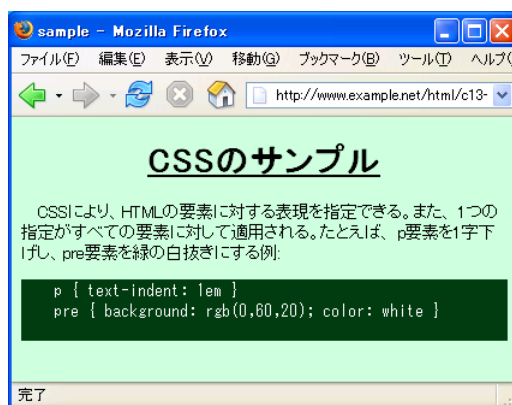 sample - Mozilla Firefox
ファイル(F) 編集(E) 表示(V) 移動(G) ブックマーク(B) ツール(T) ヘルプ(
http://www.example.net/html/c13-
CSSのサンプル
CSSにより、HTMLの要素に対する表現を指定できる。また、1つの
指定がすべての要素に対して適用される。たとえば、p要素を1字下
げし、pre要素を緑の白抜きにする例:
p { text-indent: 1em }
pre { background: rgb(0,60,20); color: white }
完了